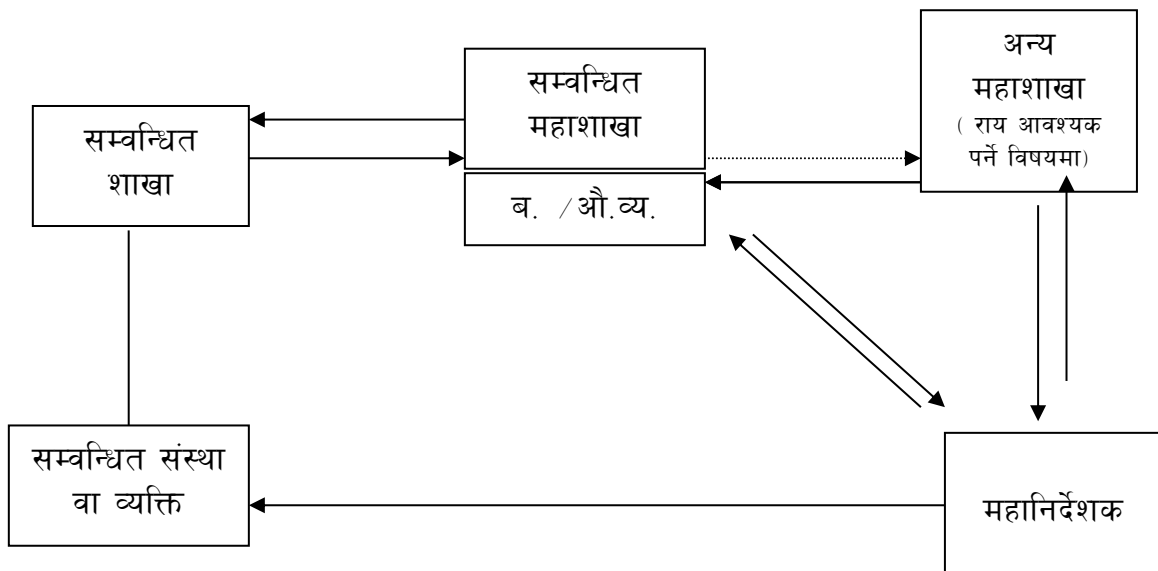 सम्वन्धित
शाखा
सम्वन्धित
महाशाखा
ब. /औ.व्य.
अन्य
महाशाखा
( राय आवश्यक
पर्ने विषयमा)
सम्वन्धित संस्था
वा व्यक्ति
महानिर्देशक